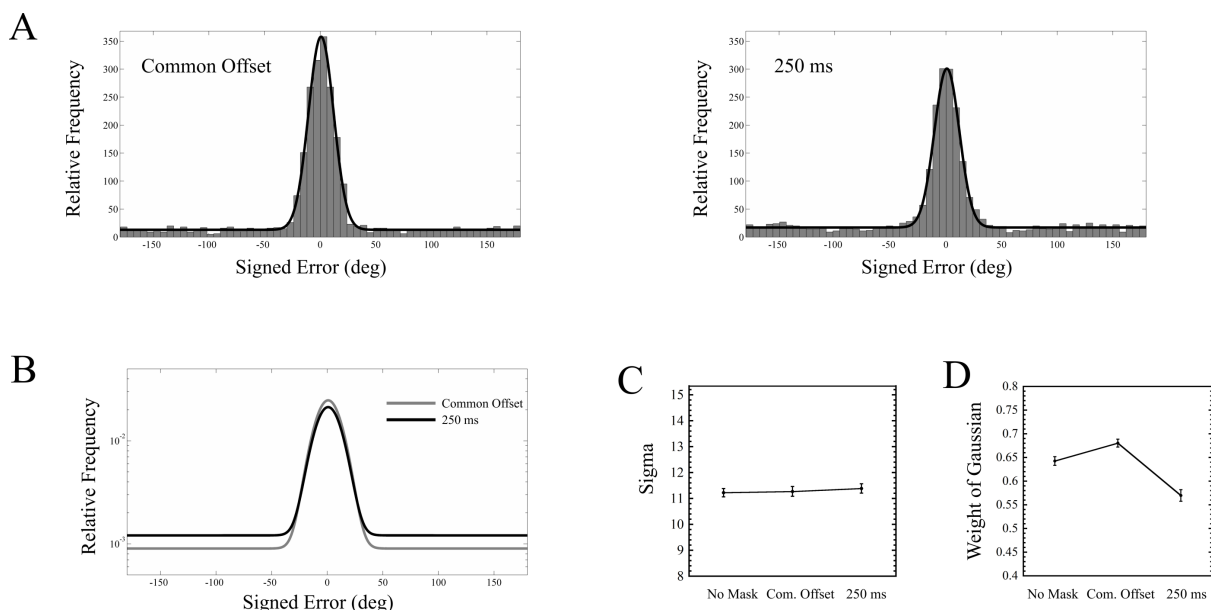 A
Relative Frequency
350
300
250
200
150
100
50
0
Common Offset
-150 -100 -50 0 50 100 150
Signed Error (deg)
Relative Frequency
350
300
250
200
150
100
50
0
250 ms
-150 -100 -50 0 50 100 150
Signed Error (deg)
B
Relative Frequency
10-2
10-3
Common Offset
250 ms
-150 -100 -50 0 50 100 150
Signed Error (deg)
C
Sigma
15
14
13
12
11
10
9
8
No Mask Com. Offset 250 ms
D
Weight of Gaussian
0.8
0.75
0.7
0.65
0.6
0.55
0.5
0.45
0.4
No Mask Com. Offset 250 ms